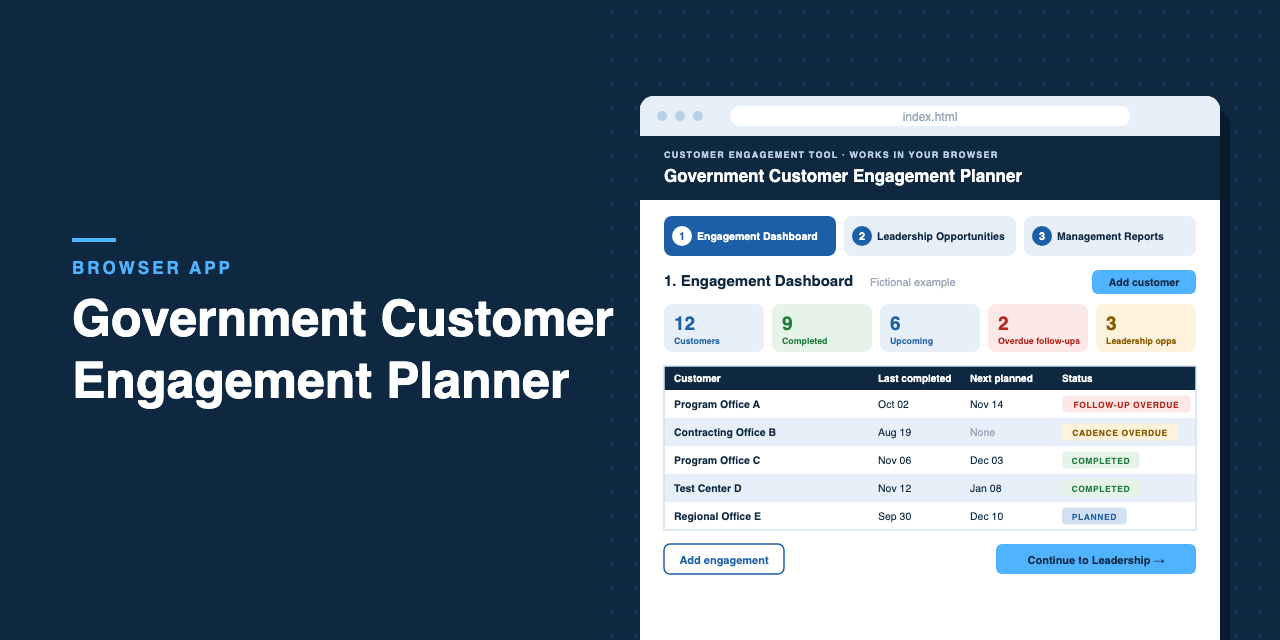 BROWSER APP
Government Customer
Engagement Planner
index.html
CUSTOMER ENGAGEMENT TOOL · WORKS IN YOUR BROWSER
Government Customer Engagement Planner
1 Engagement Dashboard
2 Leadership Opportunities
3 Management Reports
1. Engagement Dashboard
Fictional example
Add customer
12
Customers
9
Completed
6
Upcoming
2
Overdue follow-ups
3
Leadership opps
Customer Last completed Next planned Status
Program Office A Oct 02 Nov 14 FOLLOW-UP OVERDUE
Contracting Office B Aug 19 None CADENCE OVERDUE
Program Office C Nov 06 Dec 03 COMPLETED
Test Center D Nov 12 Jan 08 COMPLETED
Regional Office E Sep 30 Dec 10 PLANNED
Add engagement
Continue to Leadership →